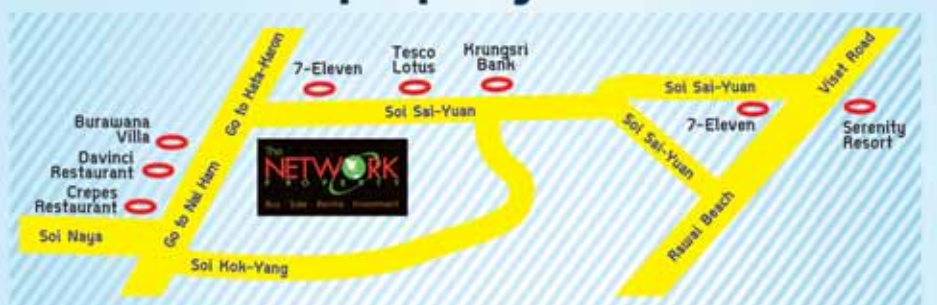 Go to Kata-Karon
7-Eleven
Tesco
Lotus
Krungsri
Bank
Soi Sai-Yuan
Soi Sai-Yuan
7-Eleven
Viset Road
Serenity
Resort
Soi Sai-Yuan
Burawana
Villa
Davinci
Restaurant
Crepes
Restaurant
The
NETWORK
PROPERTY
Buy Sale Rental Investment
Go to Nai Harn
Rawai Beach
Soi Naya
Soi Kok-Yang